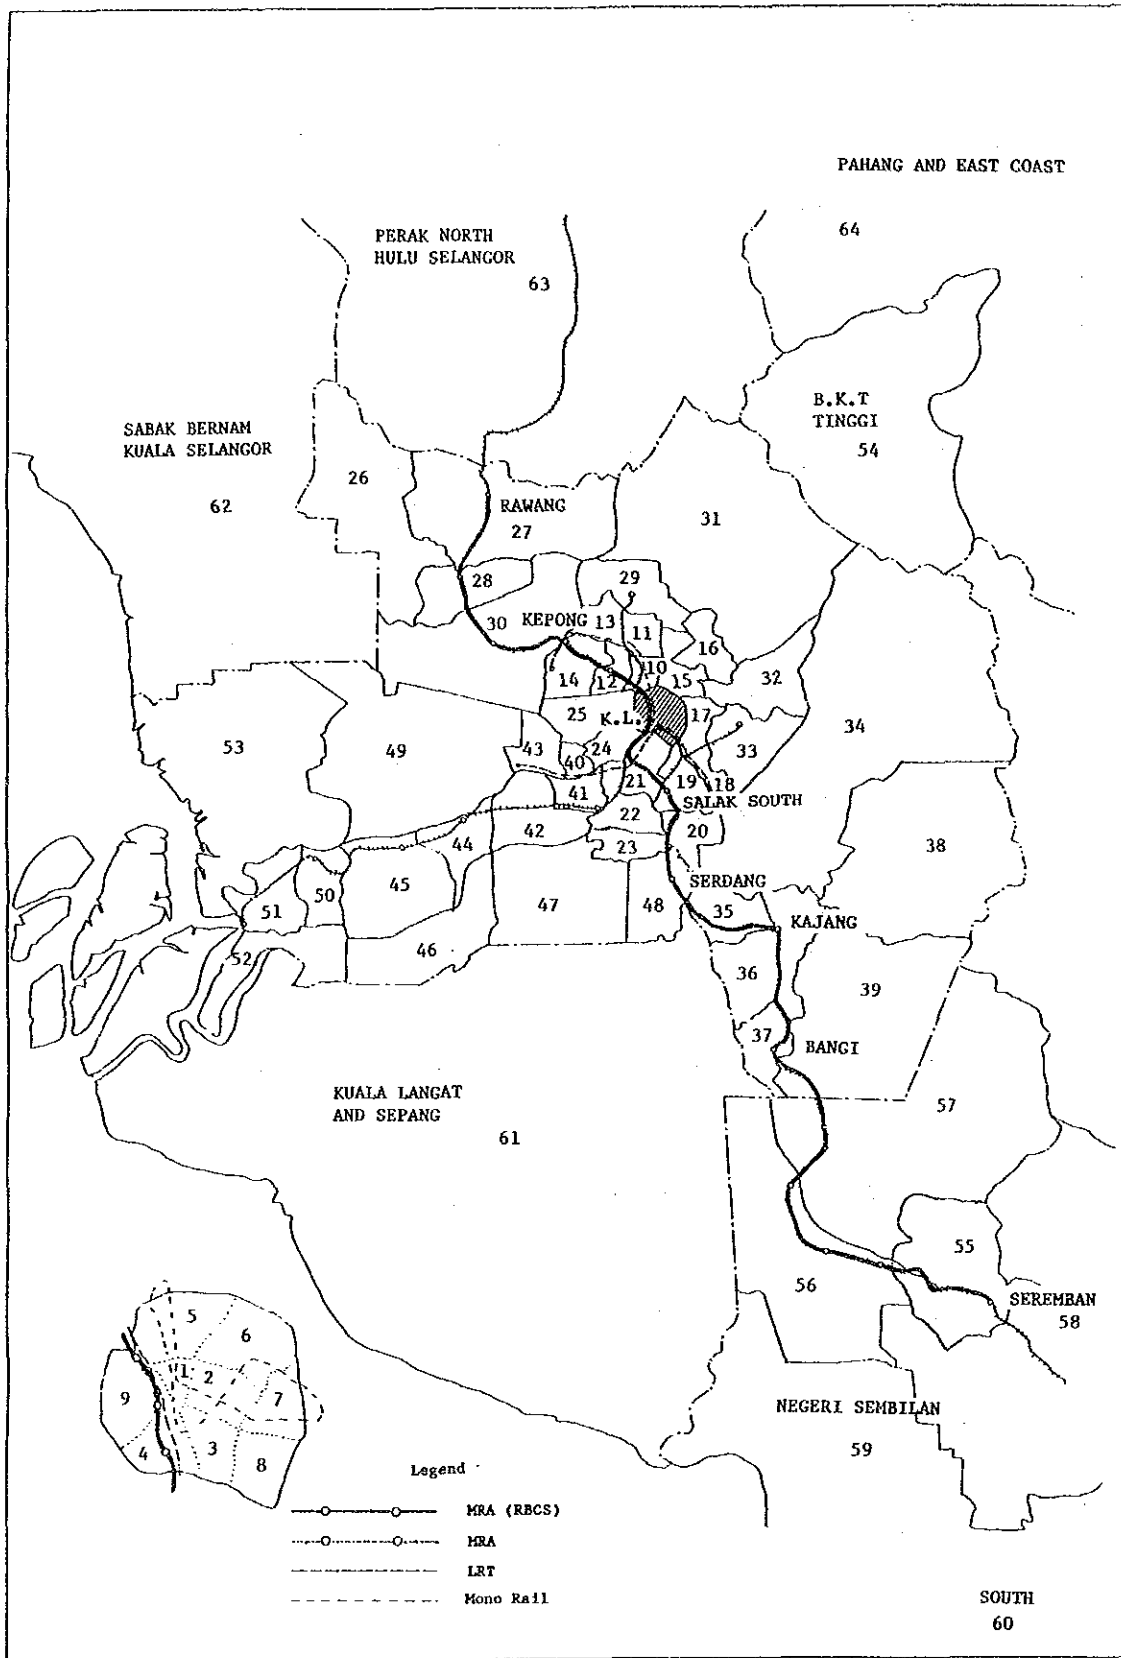 PAHANG AND EAST COAST
64
PERAK NORTH
HULU SELANGOR
63
B.K.T
TINGGI
54
SABAK BERNAM
KUALA SELANGOR
62
26
RAWANG
27
31
28
29
30
KEPONG
13
11
16
14
12
10
15
32
25
K.L.
17
34
53
49
43
40
24
33
41
21
19
18
SALAK SOUTH
44
42
22
20
23
38
45
SERDANG
50
51
47
48
35
KAJANG
52
46
36
39
37
BANGI
KUALA LANGAT
AND SEPANG
61
57
55
56
SEREMBAN
58
5
6
1
2
9
7
3
4
8
NEGERI SEMBILAN
59
Legend
MRA (RBCS)
MRA
LRT
Mono Rail
SOUTH
60